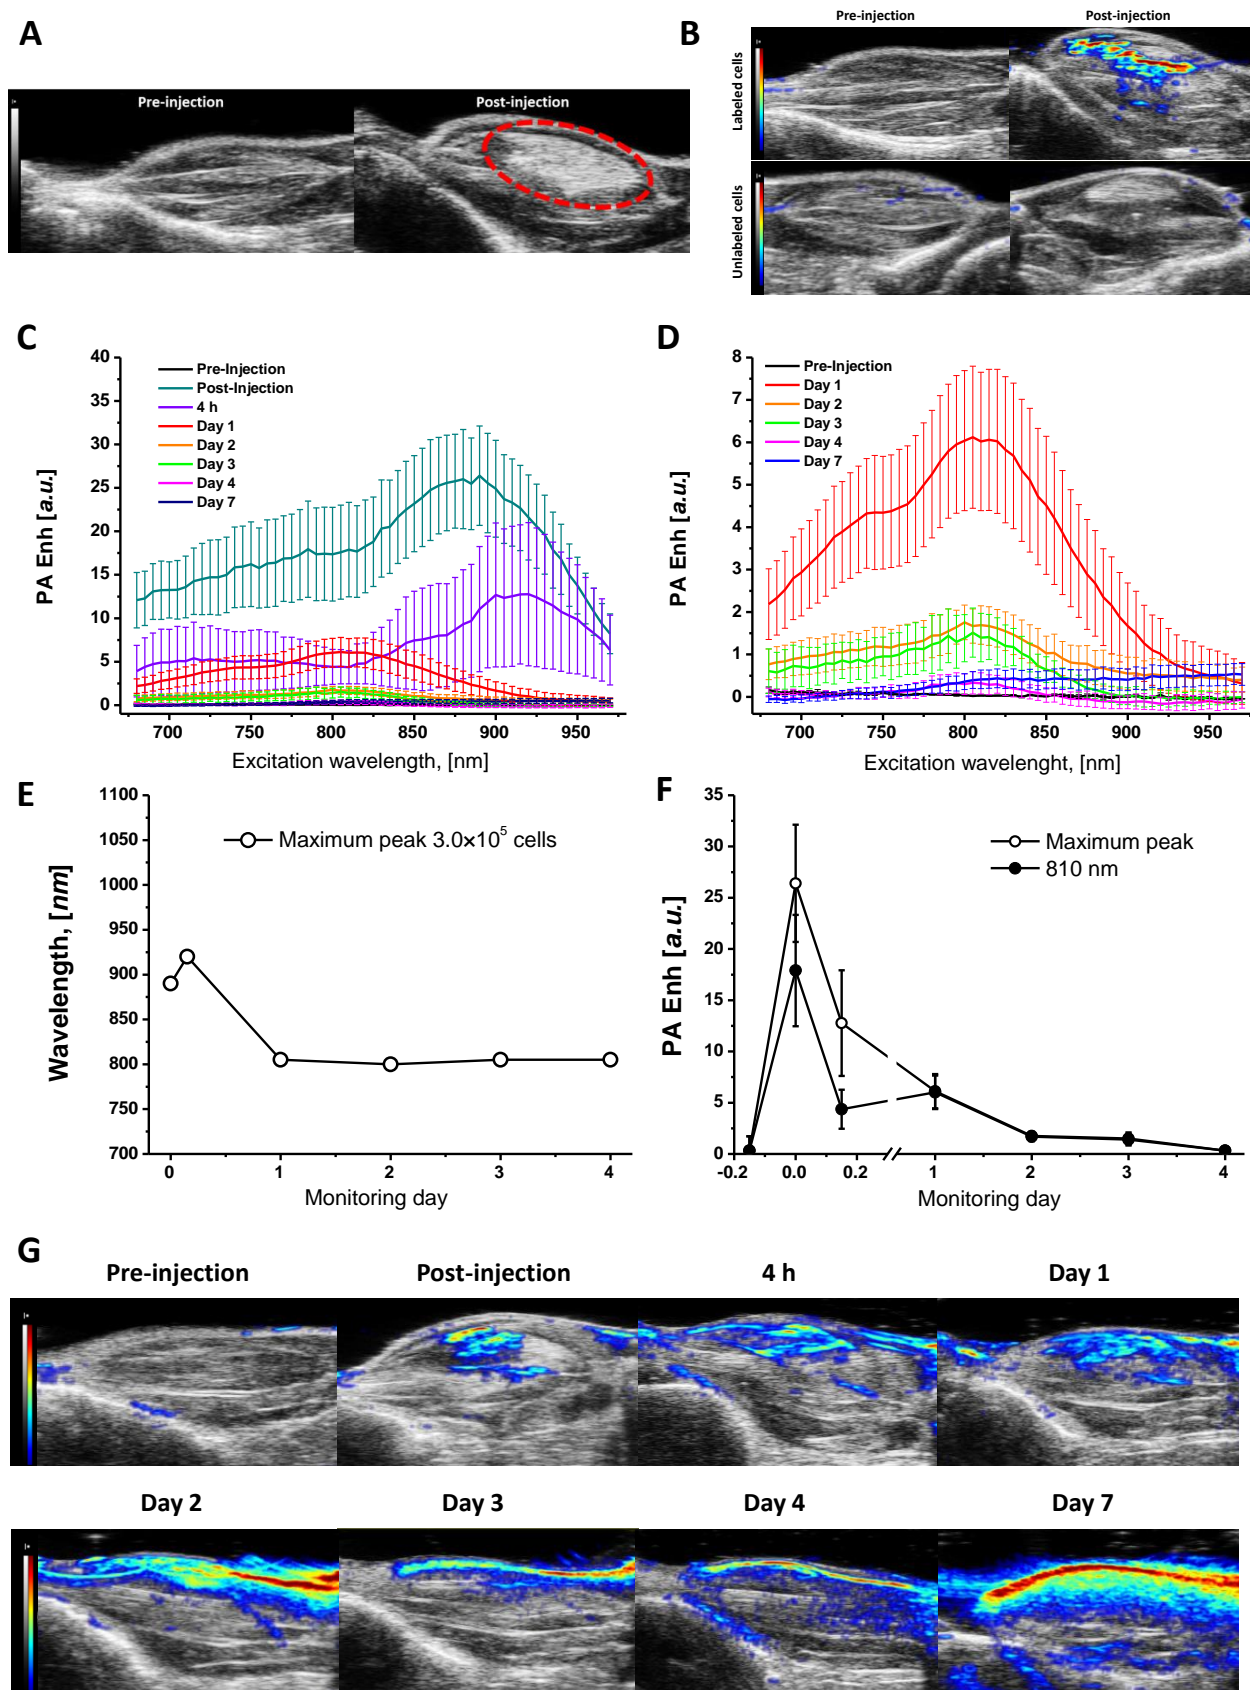 A
Pre-injection
Post-injection
B
Pre-injection
Post-injection
Labeled cells
Unlabeled cells
C
40
35
30
25
20
15
10
5
0
PA Enh [a.u.]
Pre-Injection
Post-Injection
4 h
Day 1
Day 2
Day 3
Day 4
Day 7
700 750 800 850 900 950
Excitation wavelength, [nm]
D
8
7
6
5
4
3
2
1
0
PA Enh [a.u.]
Pre-Injection
Day 1
Day 2
Day 3
Day 4
Day 7
700 750 800 850 900 950
Excitation wavelenght, [nm]
E
1100
1050
1000
950
900
850
800
750
700
Wavelength, [nm]
Maximum peak 3.0×10⁵ cells
0 1 2 3 4
Monitoring day
F
35
30
25
20
15
10
5
0
PA Enh [a.u.]
Maximum peak
810 nm
-0.2 0.0 0.2 1 2 3 4
Monitoring day
G
Pre-injection
Post-injection
4 h
Day 1
Day 2
Day 3
Day 4
Day 7